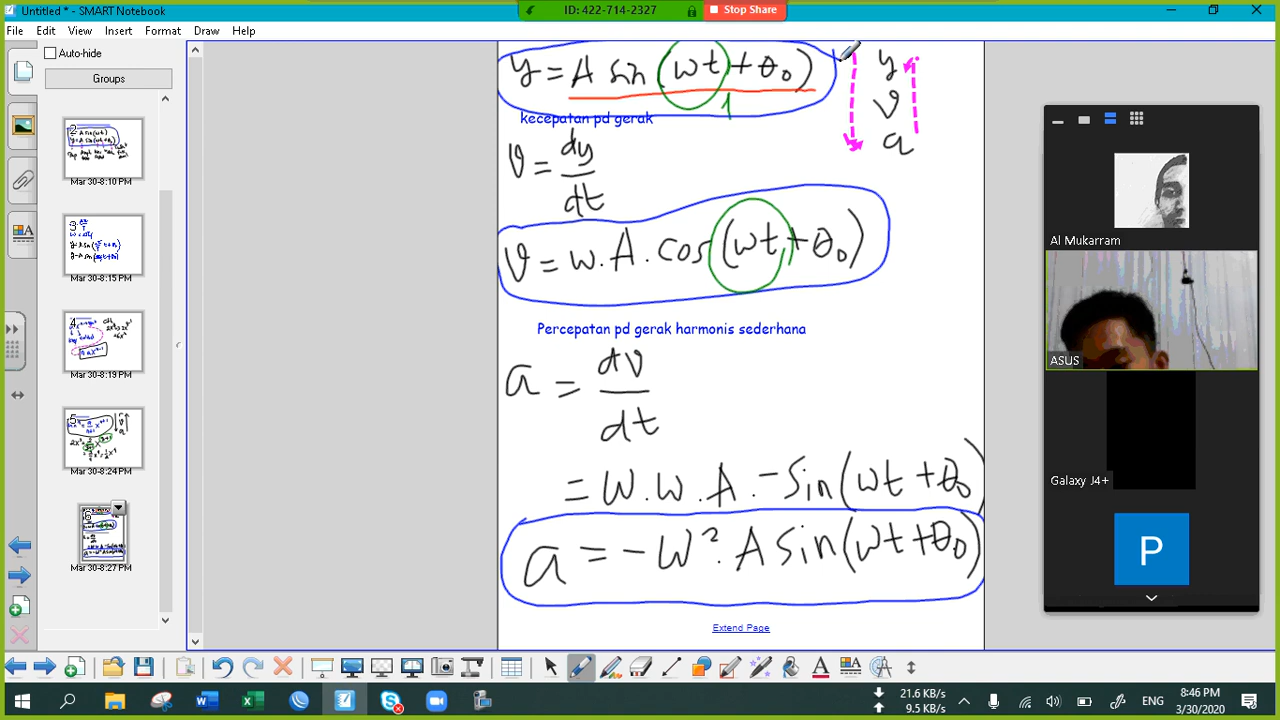 Untitled * - SMART Notebook
ID: 422-714-2327
Stop Share
File Edit View Insert Format Draw Help
Auto-hide
Groups
Mar 30-8:10 PM
Mar 30-8:15 PM
Mar 30-8:19 PM
Mar 30-8:24 PM
Mar 30-8:27 PM
y = A sin (ωt + θ₀)
1
y
v
a
kecepatan pd gerak
v = dy/dt
v = ω. A . cos (ωt + θ₀)
Percepatan pd gerak harmonis sederhana
a = dv/dt
= ω.ω. A . - sin (ωt + θ₀)
a = - ω². A sin (ωt + θ₀)
Extend Page
Al Mukarram
ASUS
Galaxy J4+
P
21.6 KB/s
9.5 KB/s
ENG
8:46 PM
3/30/2020